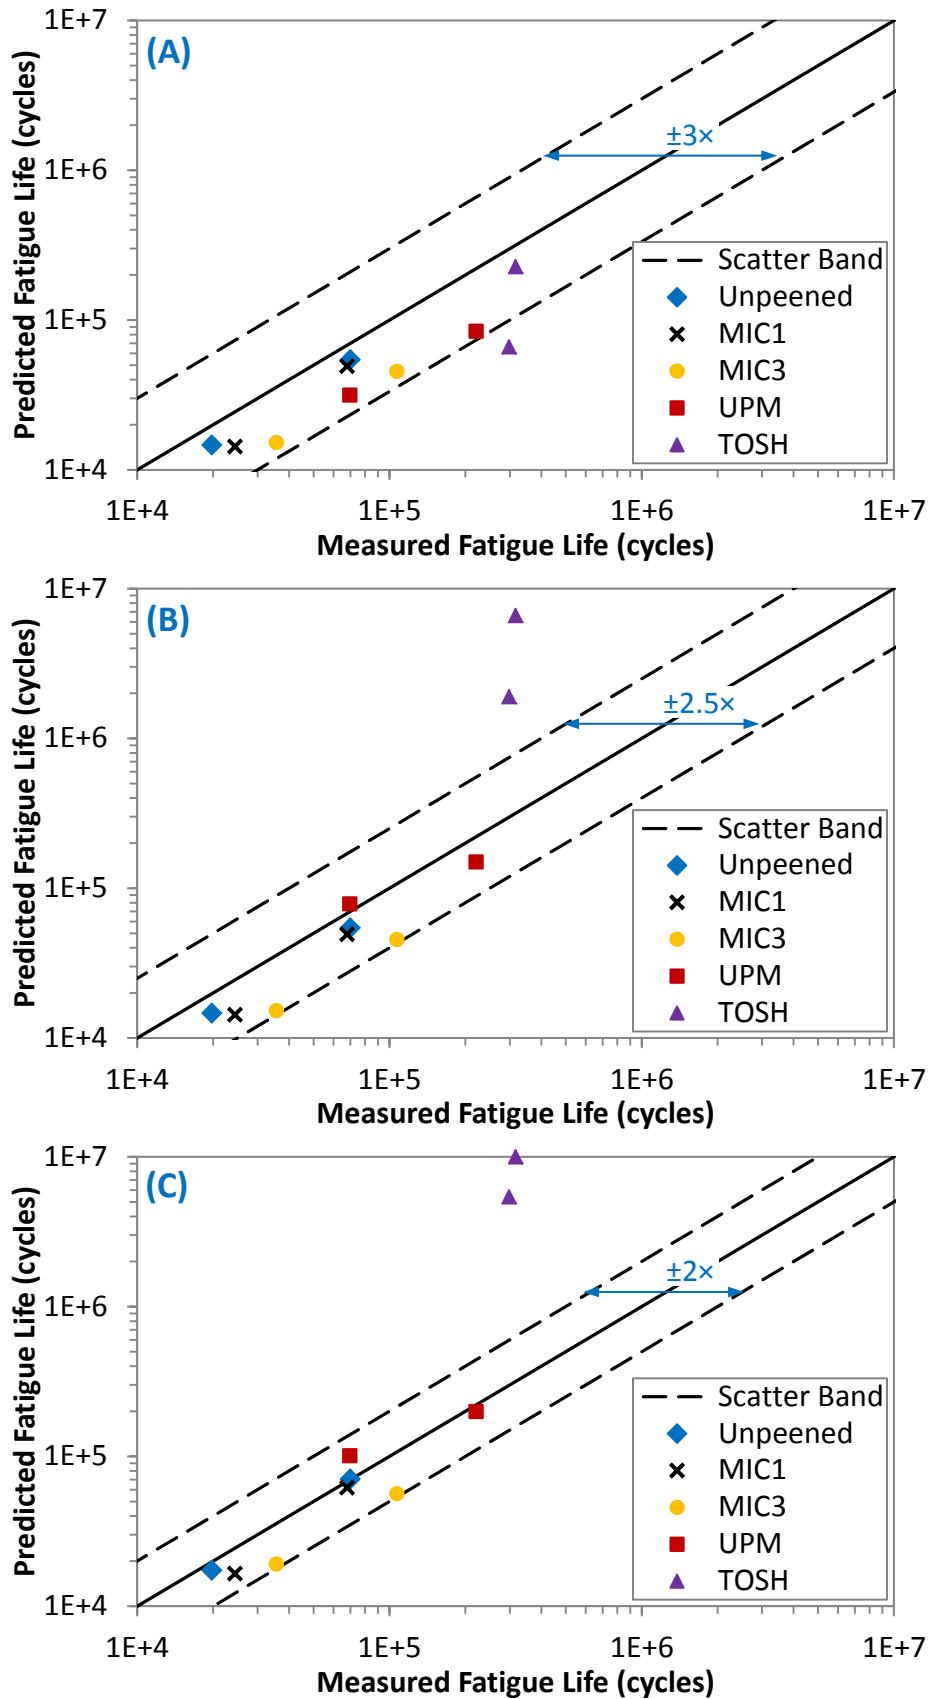 (A)
Predicted Fatigue Life (cycles)
1E+7
1E+6
1E+5
1E+4
±3×
Scatter Band
Unpeened
MIC1
MIC3
UPM
TOSH
1E+4 1E+5 1E+6 1E+7
Measured Fatigue Life (cycles)
(B)
Predicted Fatigue Life (cycles)
1E+7
1E+6
1E+5
1E+4
±2.5×
Scatter Band
Unpeened
MIC1
MIC3
UPM
TOSH
1E+4 1E+5 1E+6 1E+7
Measured Fatigue Life (cycles)
(C)
Predicted Fatigue Life (cycles)
1E+7
1E+6
1E+5
1E+4
±2×
Scatter Band
Unpeened
MIC1
MIC3
UPM
TOSH
1E+4 1E+5 1E+6 1E+7
Measured Fatigue Life (cycles)